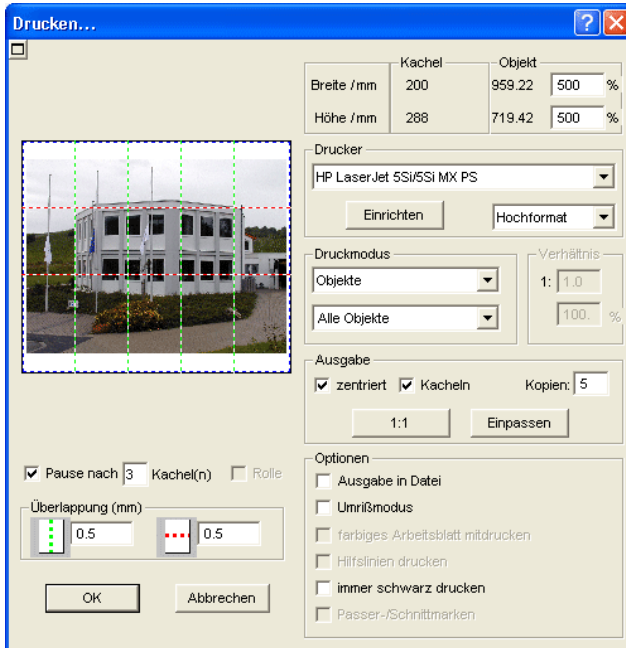 Drucken...
Kachel Objekt
Breite /mm 200 959.22 500 %
Höhe /mm 288 719.42 500 %
Drucker
HP LaserJet 5Si/5Si MX PS
Einrichten Hochformat
Druckmodus Verhältnis
Objekte 1: 1.0
Alle Objekte 100. %
Ausgabe
zentriert Kacheln Kopien: 5
1:1 Einpassen
Pause nach 3 Kachel(n) Rolle
Überlappung (mm)
0.5 0.5
OK Abbrechen
Optionen
Ausgabe in Datei
Umrißmodus
farbiges Arbeitsblatt mitdrucken
Hilfslinien drucken
immer schwarz drucken
Passer-/Schnittmarken